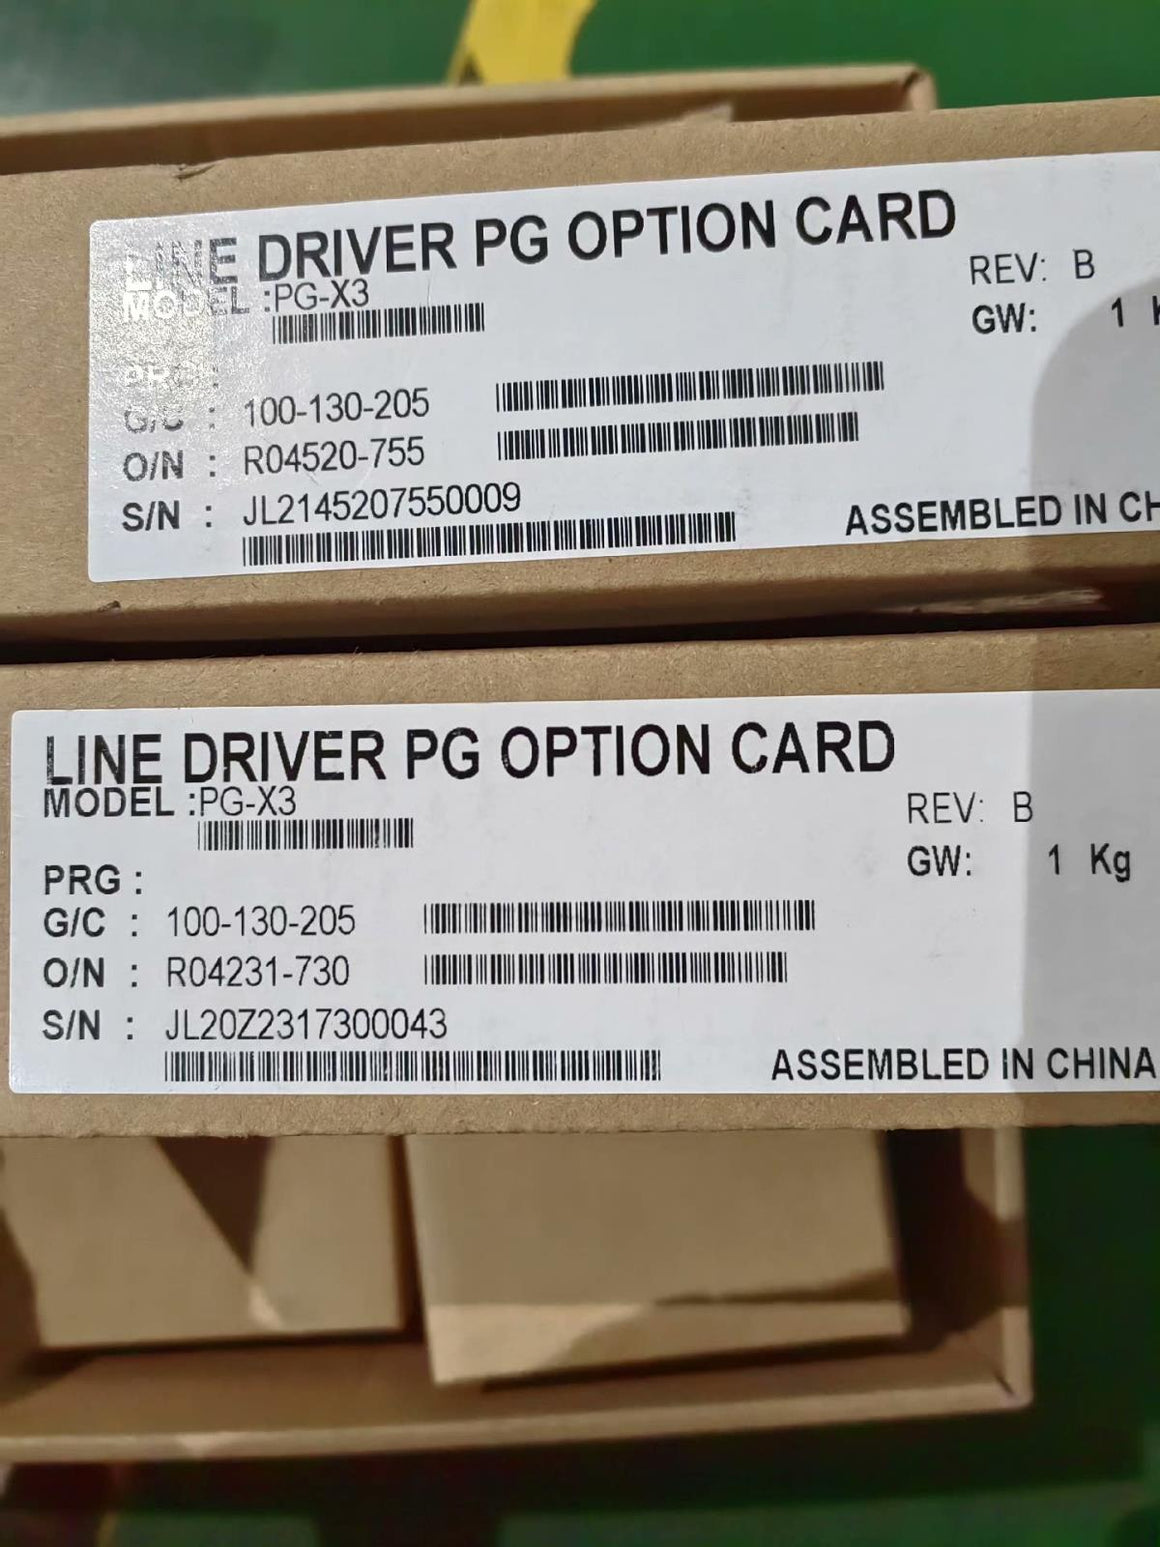 LINE DRIVER PG OPTION CARD
MODEL :PG-X3
REV: B
GW: 1
PRG :
G/C : 100-130-205
O/N : R04520-755
S/N : JL2145207550009
ASSEMBLED IN CH
LINE DRIVER PG OPTION CARD
MODEL :PG-X3
REV: B
GW: 1 Kg
PRG :
G/C : 100-130-205
O/N : R04231-730
S/N : JL20Z2317300043
ASSEMBLED IN CHINA